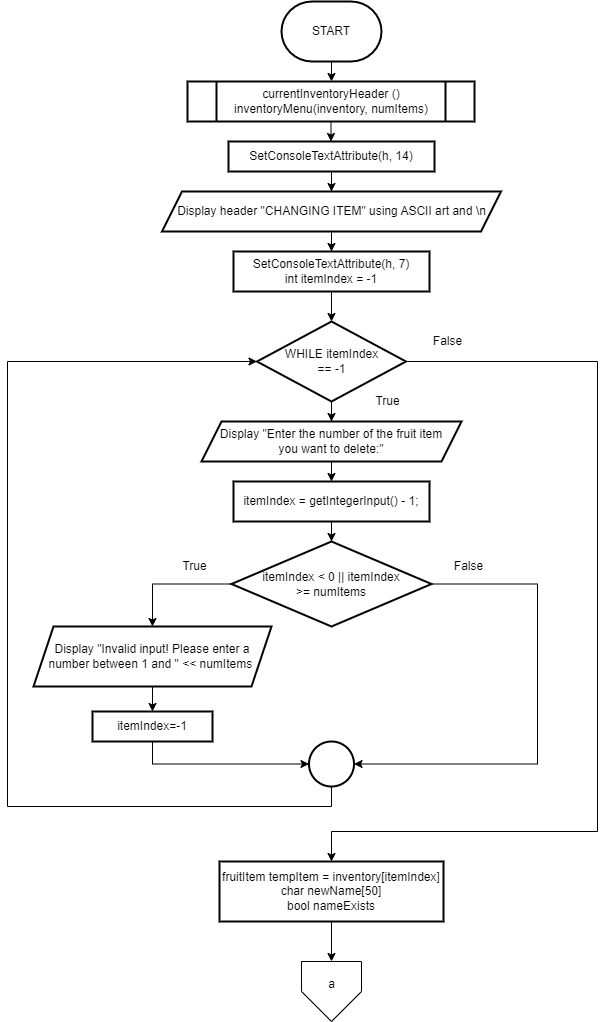 START
currentInventoryHeader ()
inventoryMenu(inventory, numItems)
SetConsoleTextAttribute(h, 14)
Display header "CHANGING ITEM" using ASCII art and \n
SetConsoleTextAttribute(h, 7)
int itemIndex = -1
WHILE itemIndex
== -1
False
True
Display "Enter the number of the fruit item
you want to delete:"
itemIndex = getIntegerInput() - 1;
itemIndex < 0 || itemIndex
>= numItems
True
False
Display "Invalid input! Please enter a
number between 1 and " << numItems
itemIndex=-1
fruitItem tempItem = inventory[itemIndex]
char newName[50]
bool nameExists
a